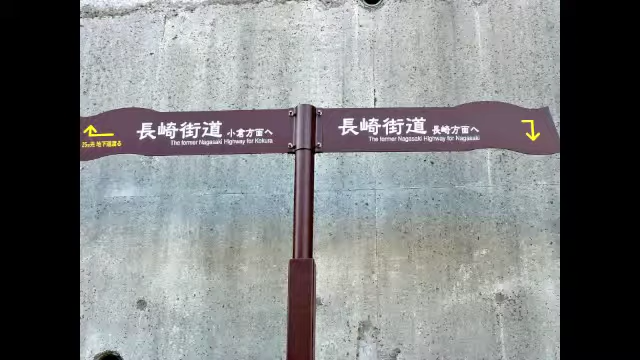 長崎街道 小倉方面へ
The former Nagasaki Highway for Kokura
長崎街道 長崎方面へ
The former Nagasaki Highway for Nagasaki